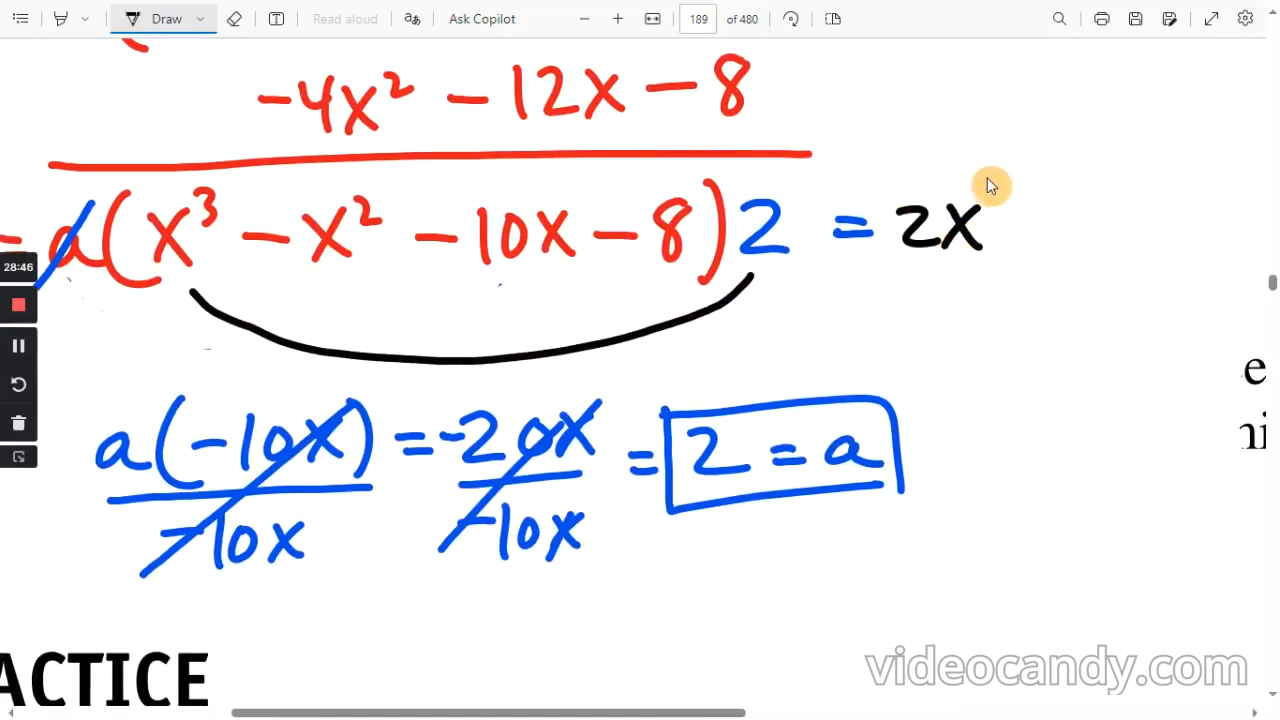 Draw Read aloud Ask Copilot 189 of 480
-4x² - 12x - 8
- a(x³ - x² - 10x - 8) 2 = 2x
28:46
a(-10x) = -20x = 2 = a
-10x -10x
ACTICE
videocandy.com